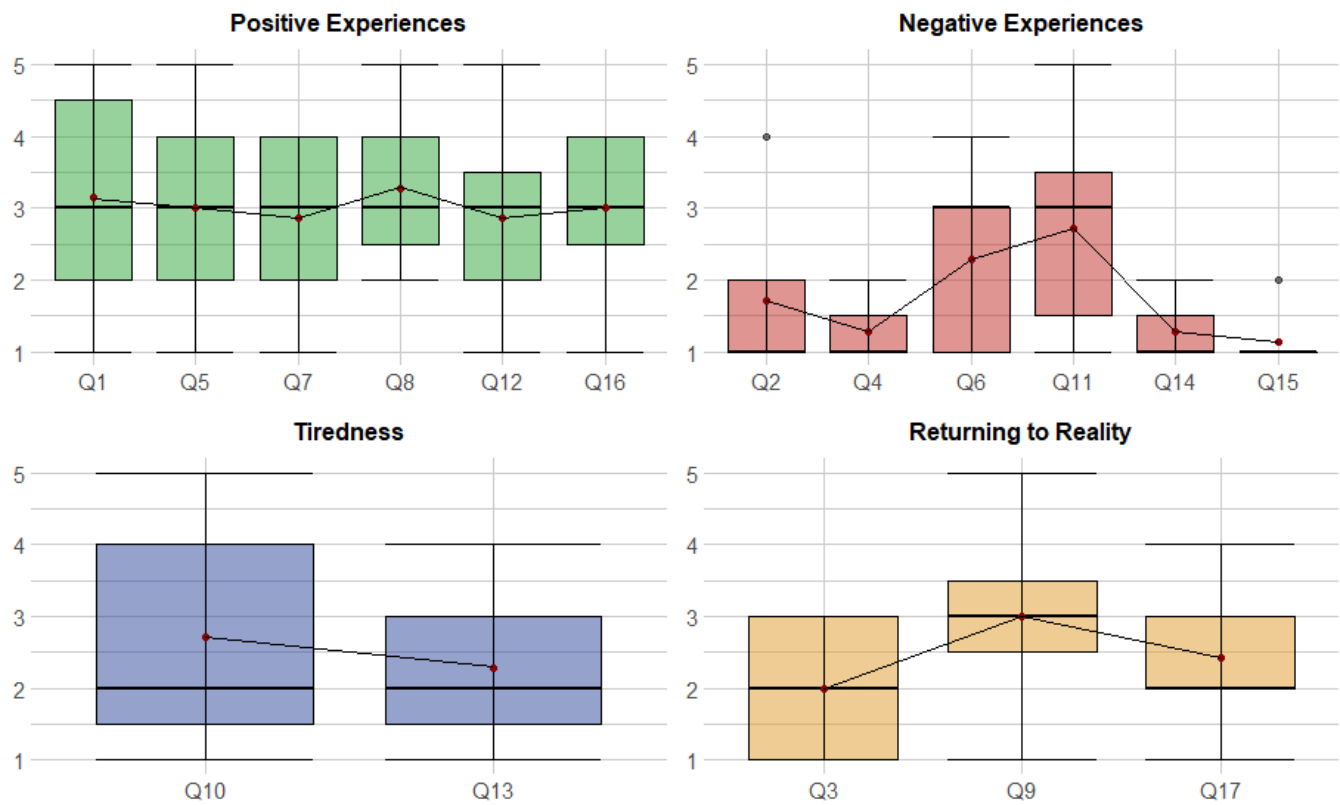 Positive Experiences
5
4
3
2
1
Q1 Q5 Q7 Q8 Q12 Q16
Negative Experiences
5
4
3
2
1
Q2 Q4 Q6 Q11 Q14 Q15
Tiredness
5
4
3
2
1
Q10 Q13
Returning to Reality
5
4
3
2
1
Q3 Q9 Q17